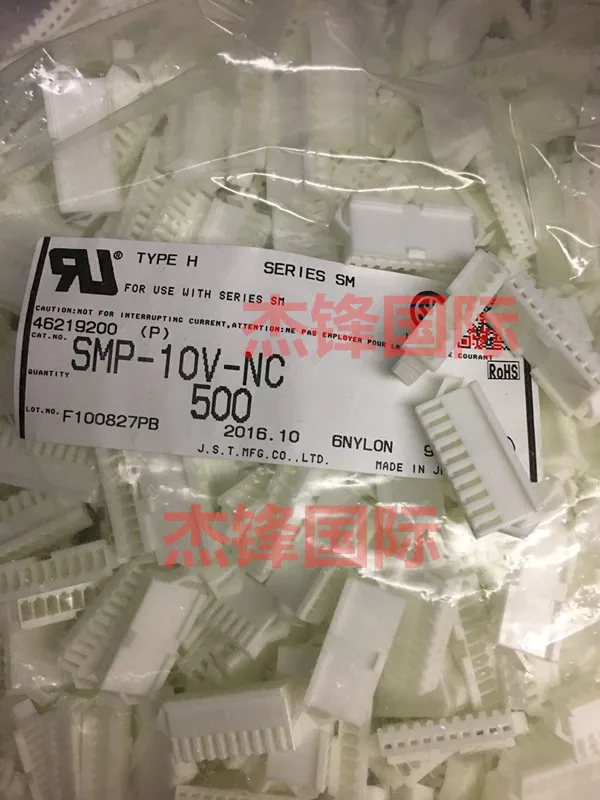 TYPE H SERIES SM
FOR USE WITH SERIES SM
CAUTION:NOT FOR INTERRUPTING CURRENT,ATTENTION:NE PAS EMPLOYER POUR LA
杰锋国际
46219200 (P)
& COURANT
CAT.NO. SMP-10V-NC
RoHS
QUANTITY 500
LOT.NO. F100827PB 2016.10 6NYLON 9
J.S.T.MFG.CO.,LTD. MADE IN
杰锋国际